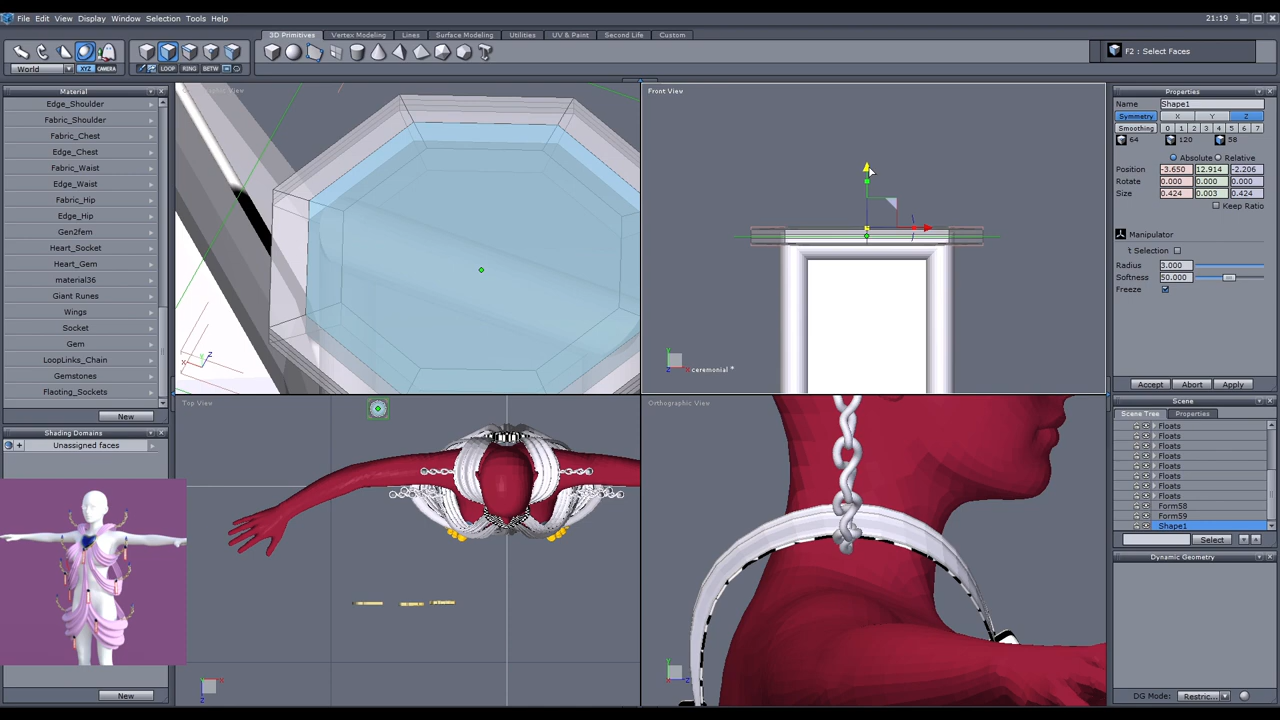 File Edit View Display Window Selection Tools Help
21:19
3D Primitives Vertex Modeling Lines Surface Modeling Utilities UV & Paint Second Life Custom
World XYZ CAMERA
LOOP RING BETW
F2 : Select Faces
Material
Edge_Shoulder
Fabric_Shoulder
Fabric_Chest
Edge_Chest
Fabric_Waist
Edge_Waist
Fabric_Hip
Edge_Hip
Heart_Socket
Gen2fem
Heart_Gem
material36
Giant Runes
Wings
Socket
Gem
LoopLinks_Chain
Gemstones
Flaoting_Sockets
New
Shading Domains
Unassigned faces
New
Front View
ceremonial *
Top View
Orthographic View
Properties
Name Shape1
Symmetry X Y Z
Smoothing 0 1 2 3 4 5 6 7
64 120 58
Absolute Relative
Position -3.650 12.914 -2.206
Rotate 0.000 0.000 0.000
Size 0.424 0.003 0.424
Keep Ratio
Manipulator
t Selection
Radius 3.000
Softness 50.000
Freeze
Accept Abort Apply
Scene
Scene Tree Properties
Floats
Floats
Floats
Floats
Floats
Floats
Floats
Floats
Form58
Form59
Shape1
Select
Dynamic Geometry
DG Mode: Restric...